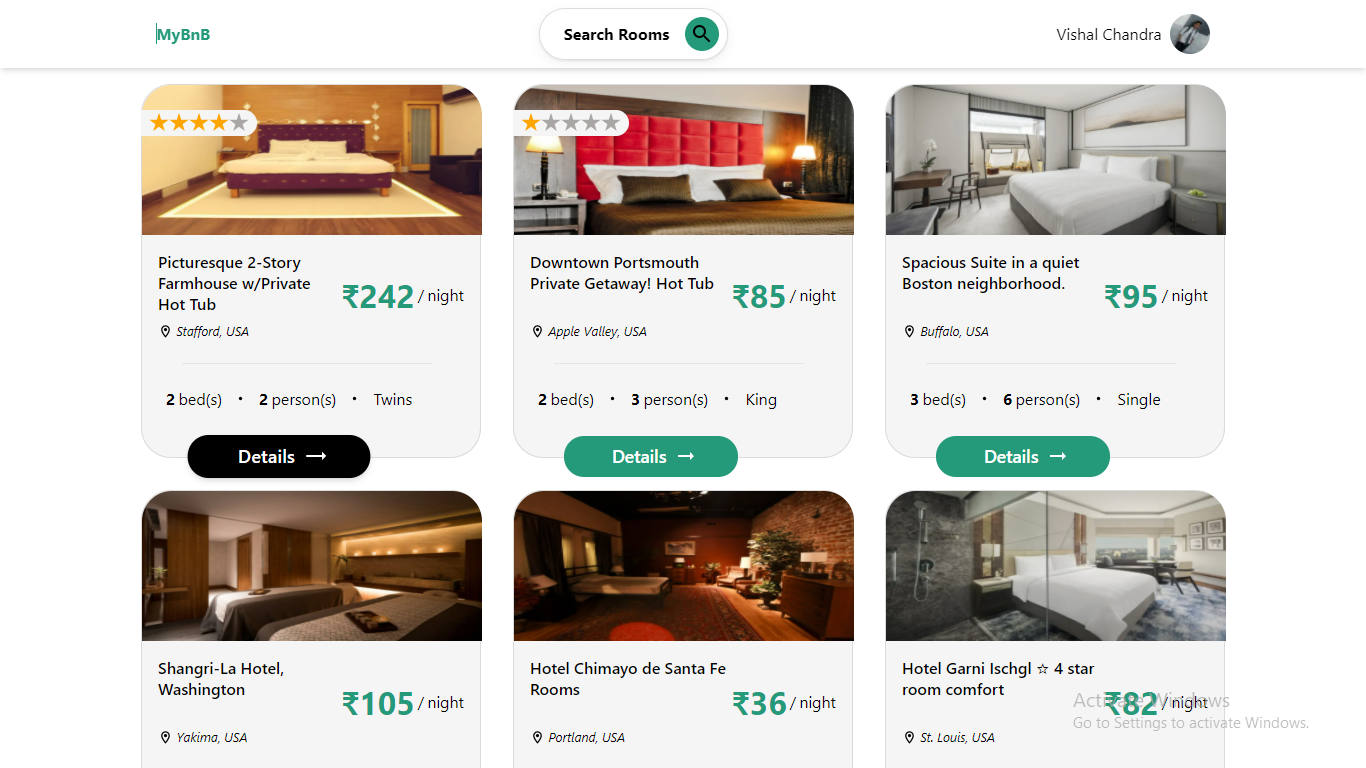 MyBnB
Search Rooms
Vishal Chandra
Picturesque 2-Story
Farmhouse w/Private
Hot Tub
₹242 / night
Stafford, USA
2 bed(s) • 2 person(s) • Twins
Details →
Downtown Portsmouth
Private Getaway! Hot Tub
₹85 / night
Apple Valley, USA
2 bed(s) • 3 person(s) • King
Details →
Spacious Suite in a quiet
Boston neighborhood.
₹95 / night
Buffalo, USA
3 bed(s) • 6 person(s) • Single
Details →
Shangri-La Hotel,
Washington
₹105 / night
Yakima, USA
Hotel Chimayo de Santa Fe
Rooms
₹36 / night
Portland, USA
Hotel Garni Ischgl ☆ 4 star
room comfort
₹82 / night
St. Louis, USA
Activate Windows
Go to Settings to activate Windows.